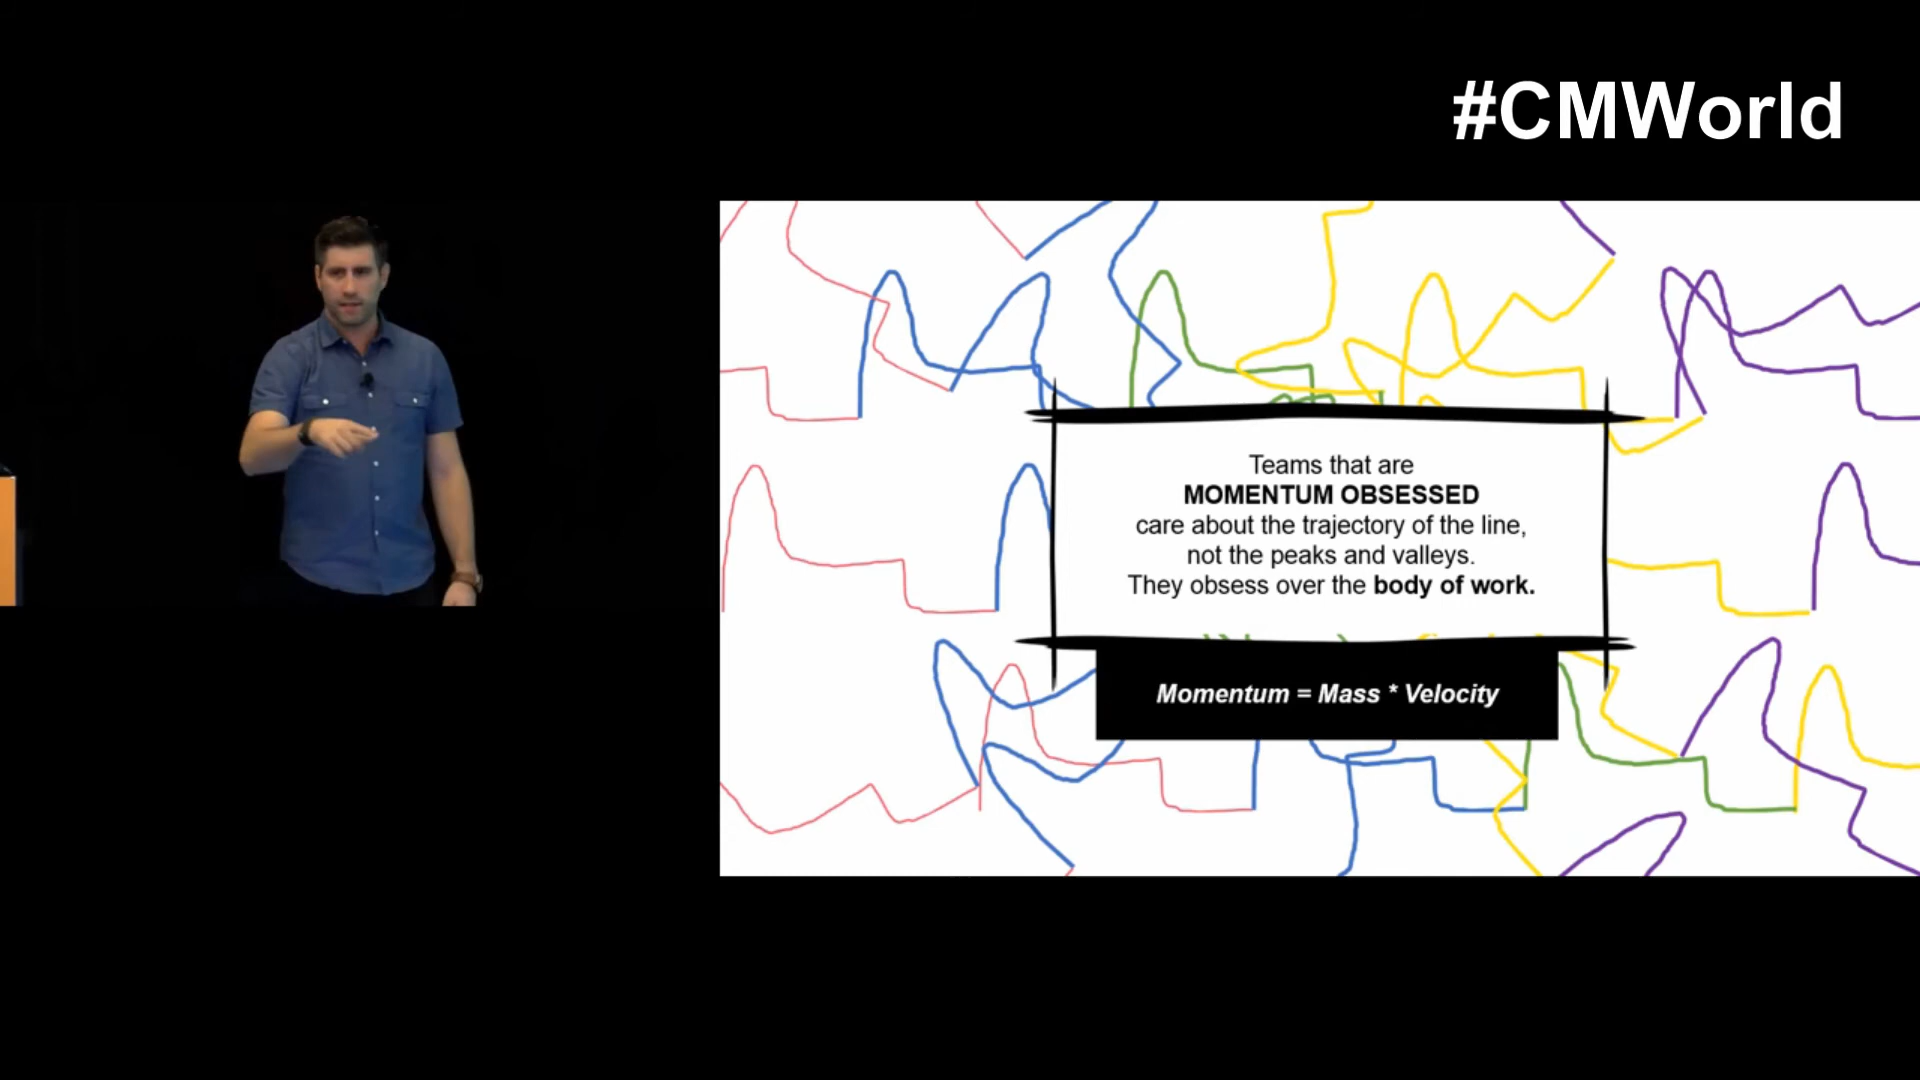 #CMWorld
Teams that are
MOMENTUM OBSESSED
care about the trajectory of the line,
not the peaks and valleys.
They obsess over the body of work.
Momentum = Mass * Velocity